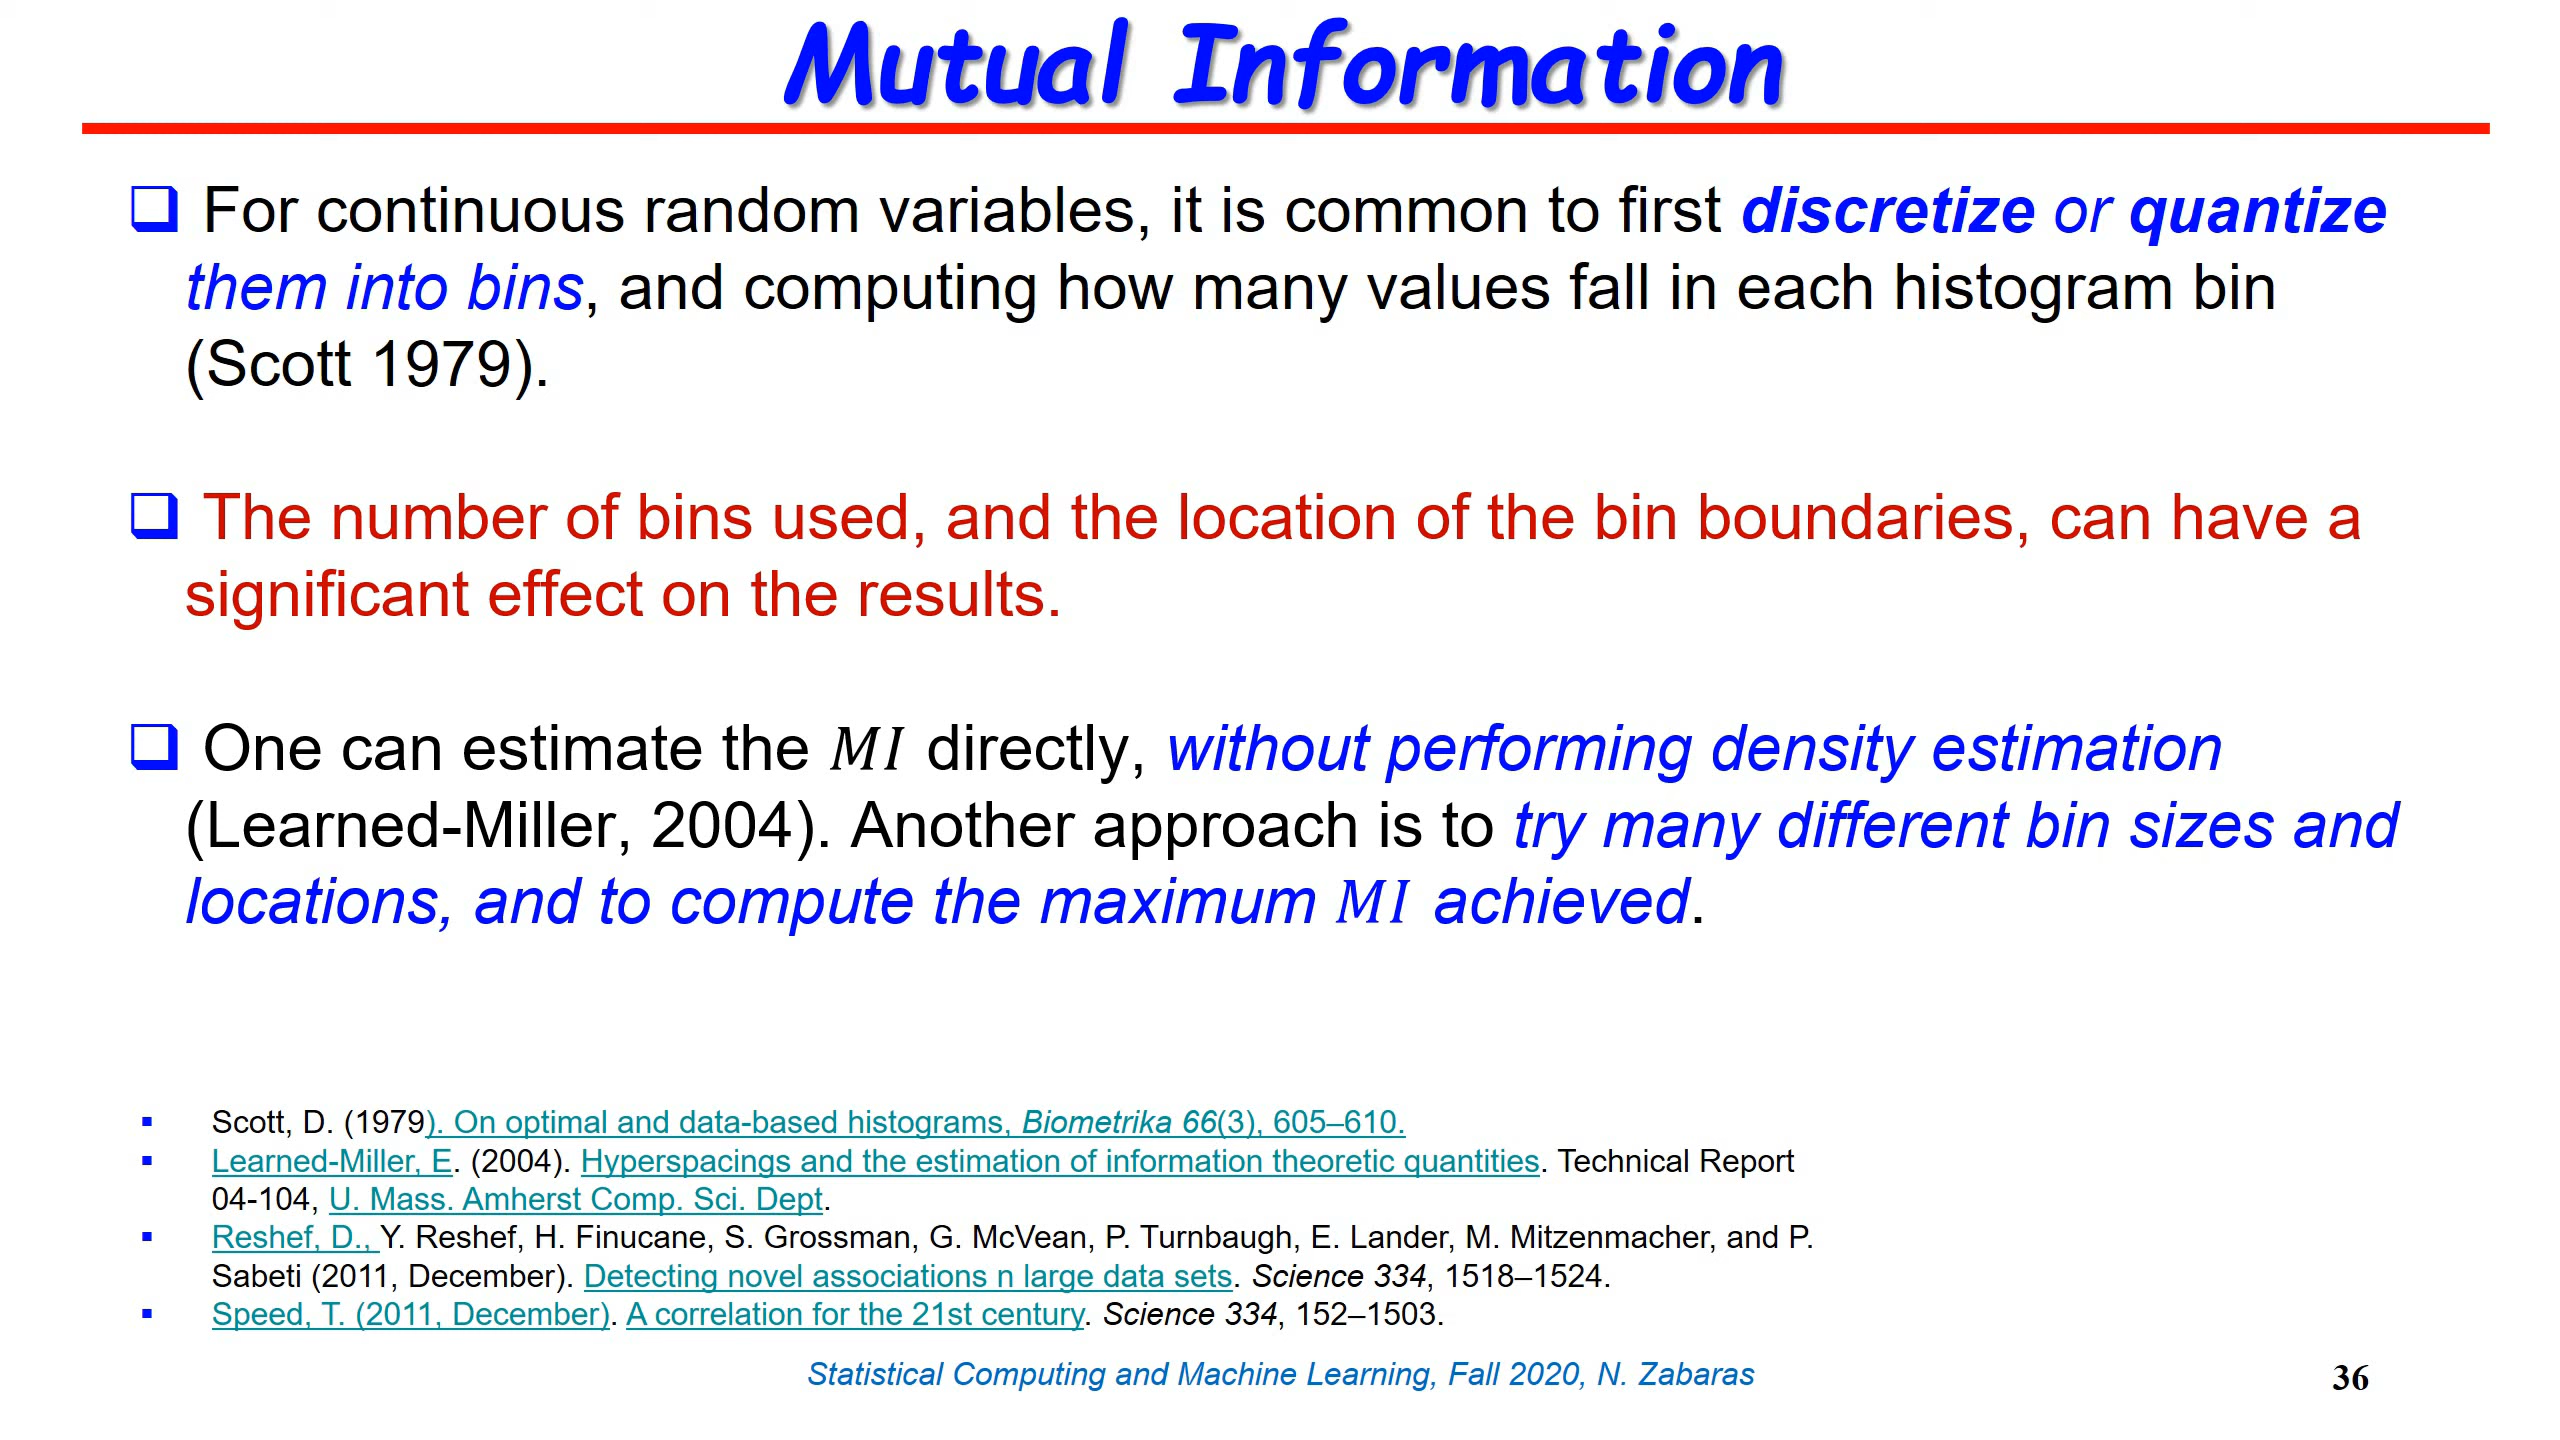 Mutual Information
❑ For continuous random variables, it is common to first discretize or quantize
them into bins, and computing how many values fall in each histogram bin
(Scott 1979).
❑ The number of bins used, and the location of the bin boundaries, can have a
significant effect on the results.
❑ One can estimate the MI directly, without performing density estimation
(Learned-Miller, 2004). Another approach is to try many different bin sizes and
locations, and to compute the maximum MI achieved.
▪ Scott, D. (1979). On optimal and data-based histograms, Biometrika 66(3), 605–610.
▪ Learned-Miller, E. (2004). Hyperspacings and the estimation of information theoretic quantities. Technical Report
04-104, U. Mass. Amherst Comp. Sci. Dept.
▪ Reshef, D., Y. Reshef, H. Finucane, S. Grossman, G. McVean, P. Turnbaugh, E. Lander, M. Mitzenmacher, and P.
Sabeti (2011, December). Detecting novel associations n large data sets. Science 334, 1518–1524.
▪ Speed, T. (2011, December). A correlation for the 21st century. Science 334, 152–1503.
Statistical Computing and Machine Learning, Fall 2020, N. Zabaras
36